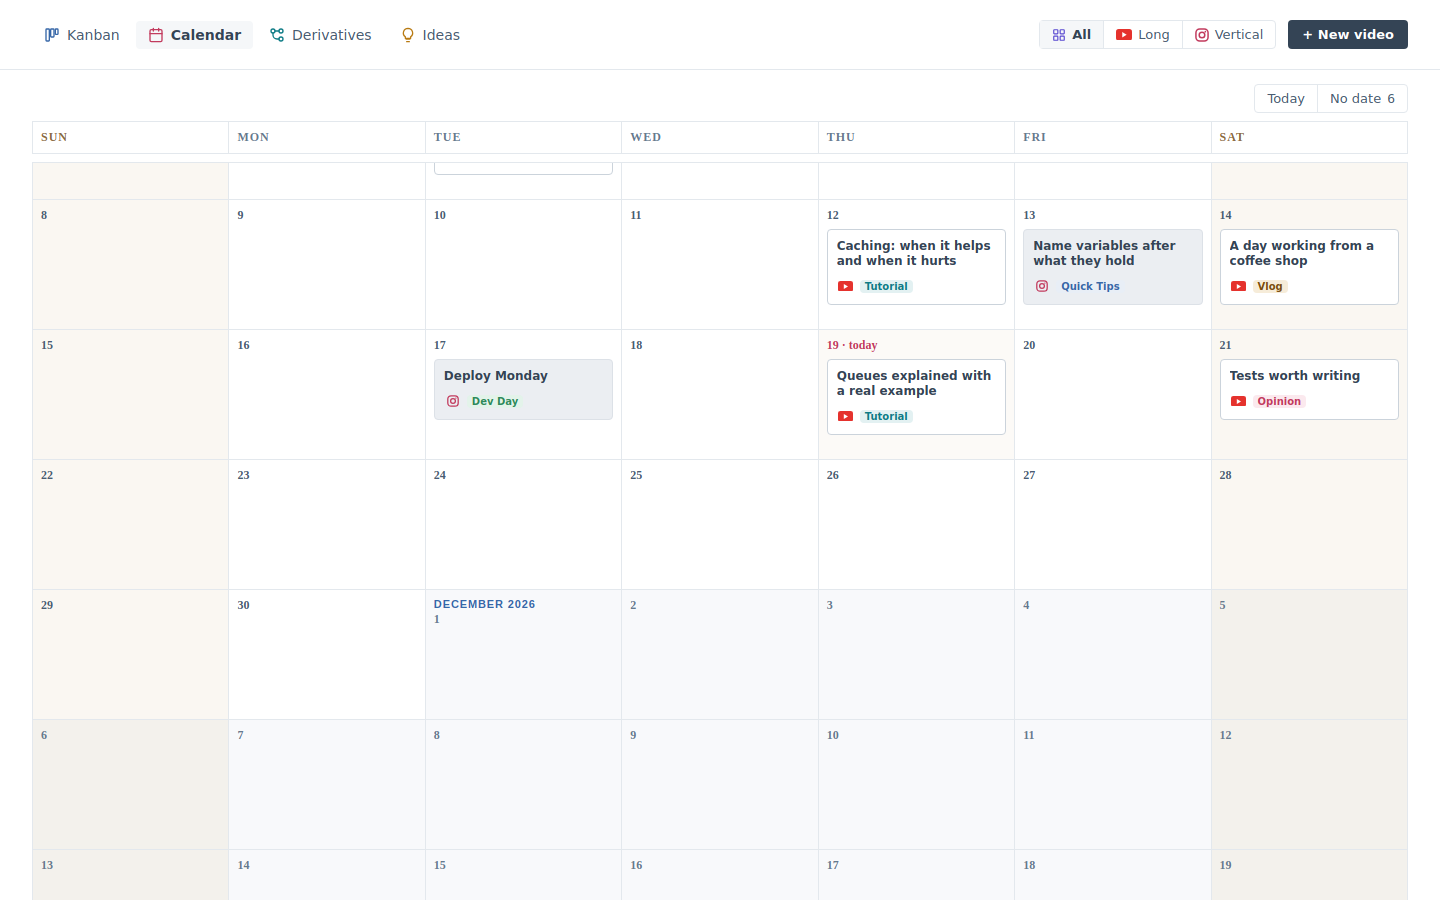 Kanban
Calendar
Derivatives
Ideas
All
Long
Vertical
+ New video
Today
No date 6
SUN
MON
TUE
WED
THU
FRI
SAT
8
9
10
11
12
Caching: when it helps
and when it hurts
Tutorial
13
Name variables after
what they hold
Quick Tips
14
A day working from a
coffee shop
Vlog
15
16
17
Deploy Monday
Dev Day
18
19 · today
Queues explained with
a real example
Tutorial
20
21
Tests worth writing
Opinion
22
23
24
25
26
27
28
29
30
DECEMBER 2026
1
2
3
4
5
6
7
8
9
10
11
12
13
14
15
16
17
18
19